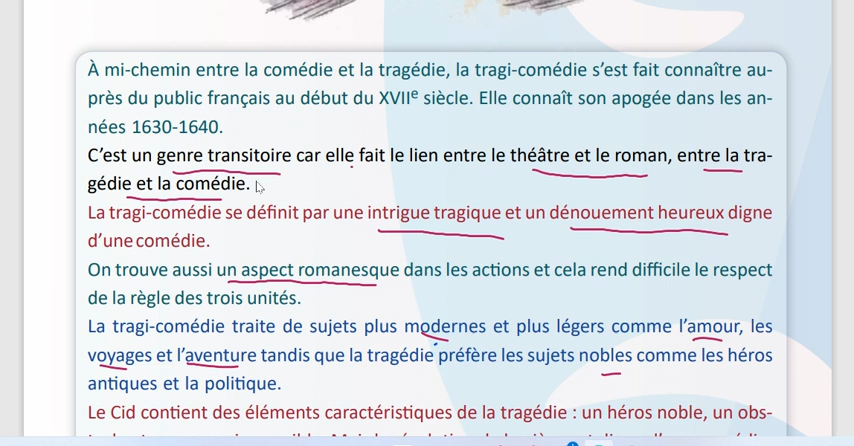 À mi-chemin entre la comédie et la tragédie, la tragi-comédie s’est fait connaître au-
près du public français au début du XVIIe siècle. Elle connaît son apogée dans les an-
nées 1630-1640.
C’est un genre transitoire car elle fait le lien entre le théâtre et le roman, entre la tra-
gédie et la comédie.
La tragi-comédie se définit par une intrigue tragique et un dénouement heureux digne
d’une comédie.
On trouve aussi un aspect romanesque dans les actions et cela rend difficile le respect
de la règle des trois unités.
La tragi-comédie traite de sujets plus modernes et plus légers comme l’amour, les
voyages et l’aventure tandis que la tragédie préfère les sujets nobles comme les héros
antiques et la politique.
Le Cid contient des éléments caractéristiques de la tragédie : un héros noble, un obs-